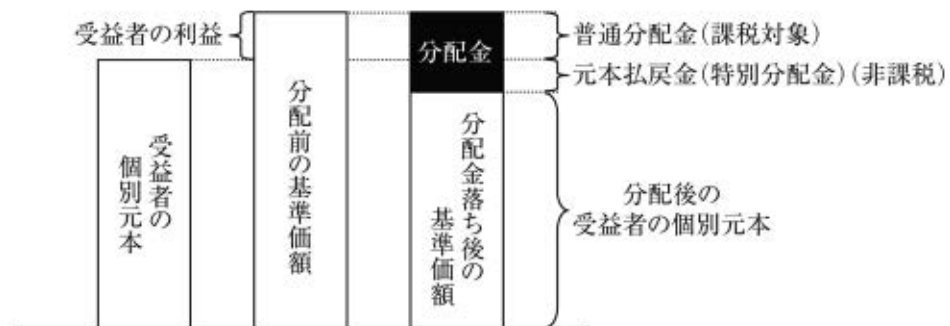 受益者の利益
分配金
普通分配金(課税対象)
元本払戻金(特別分配金)(非課税)
受益者の
個別元本
分配前の基準価額
分配金落ち後の
基準価額
分配後の
受益者の個別元本